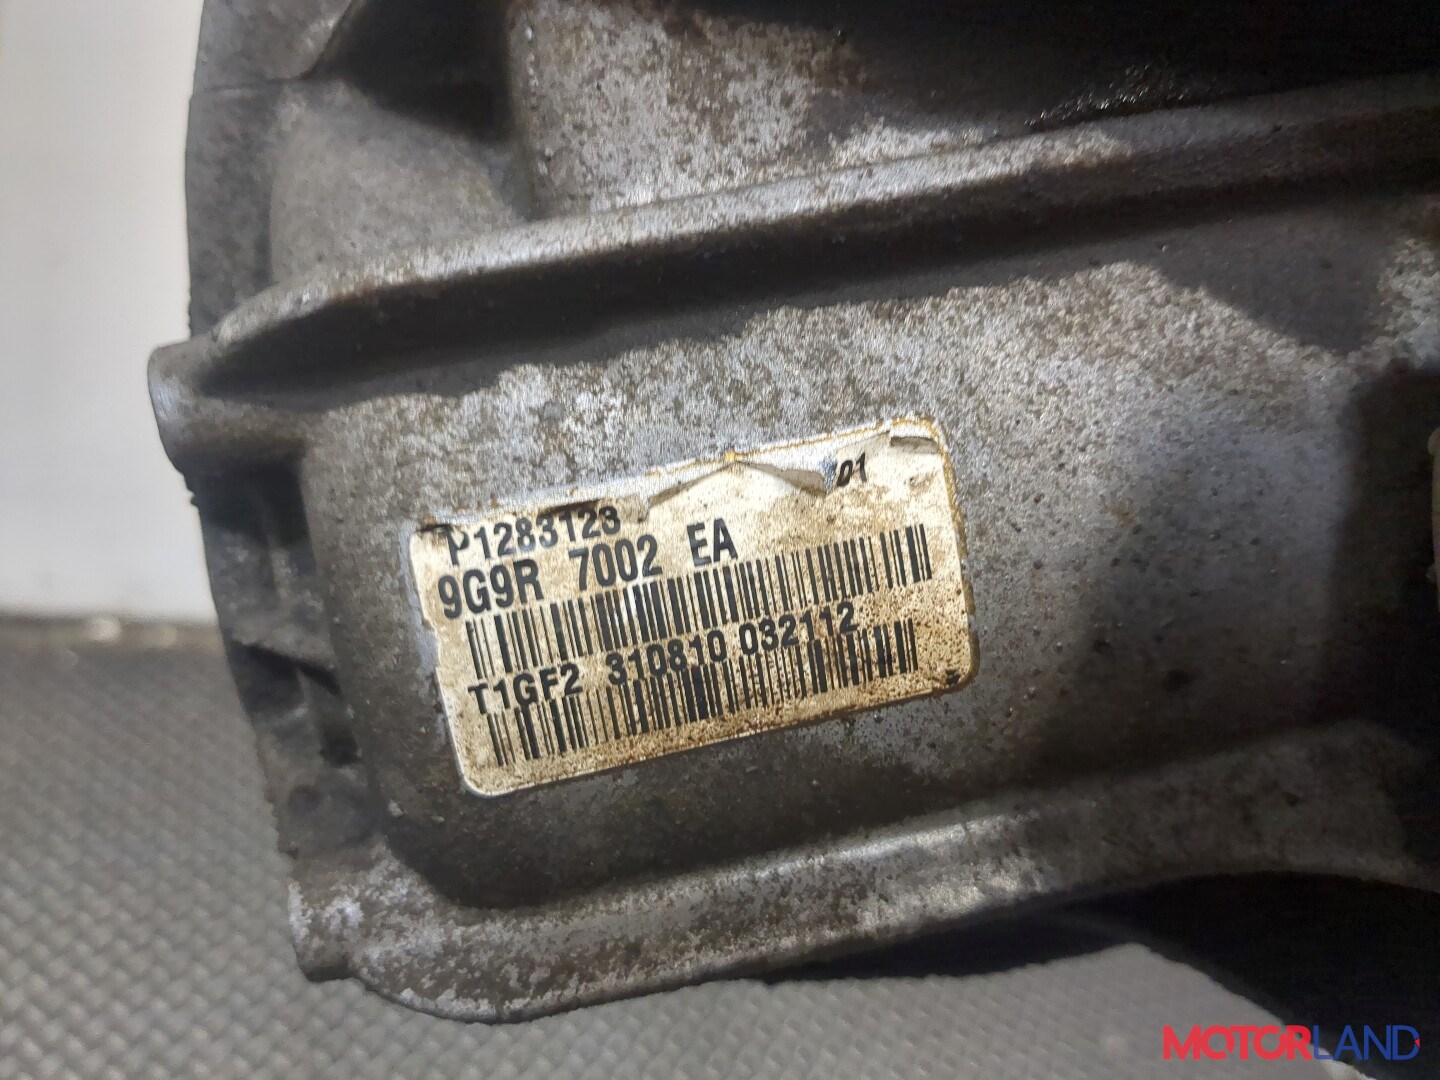 01
P1283123
9G9R 7002 EA
T1GF2 310810 032112
MOTORLAND